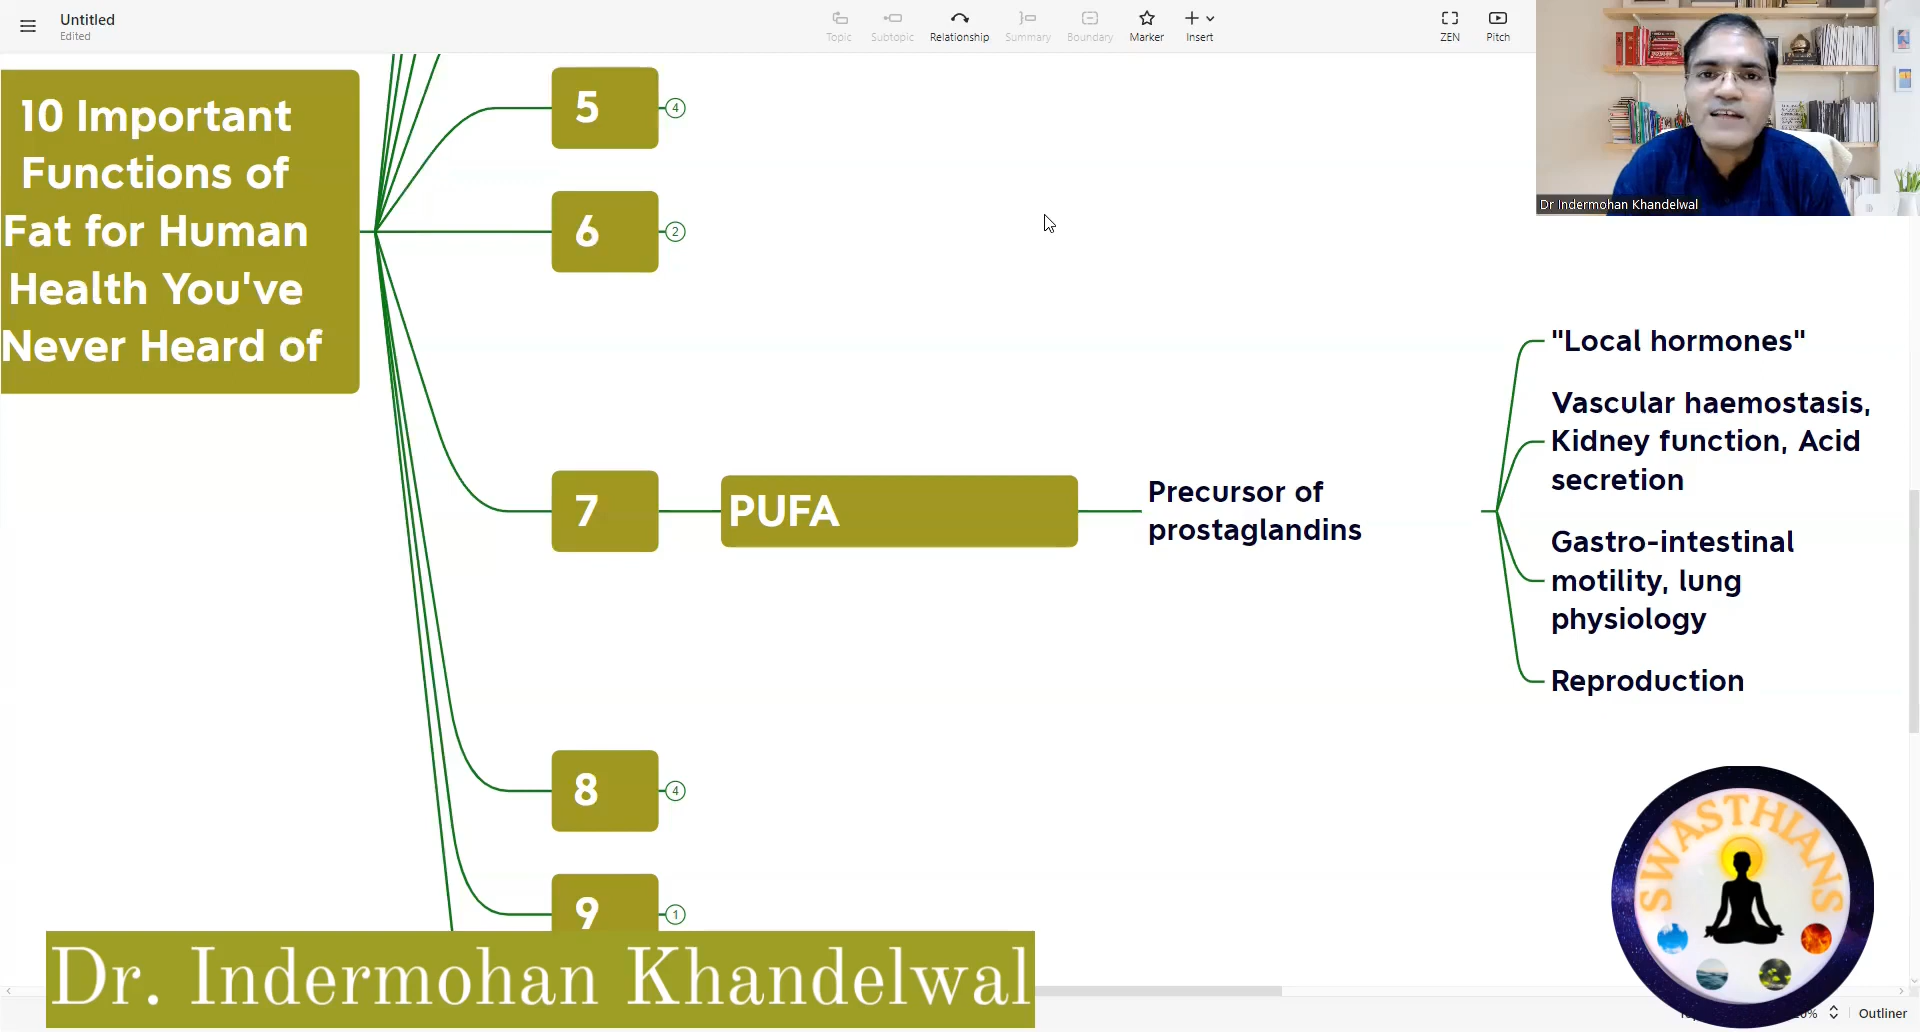 Untitled
Edited
Topic
Subtopic
Relationship
Summary
Boundary
Marker
Insert
ZEN
Pitch
Dr Indermohan Khandelwal
10 Important
Functions of
Fat for Human
Health You've
Never Heard of
5
4
6
2
7
PUFA
Precursor of
prostaglandins
"Local hormones"
Vascular haemostasis,
Kidney function, Acid
secretion
Gastro-intestinal
motility, lung
physiology
Reproduction
8
4
9
1
SWASTHIANS
Dr. Indermohan Khandelwal
Outliner